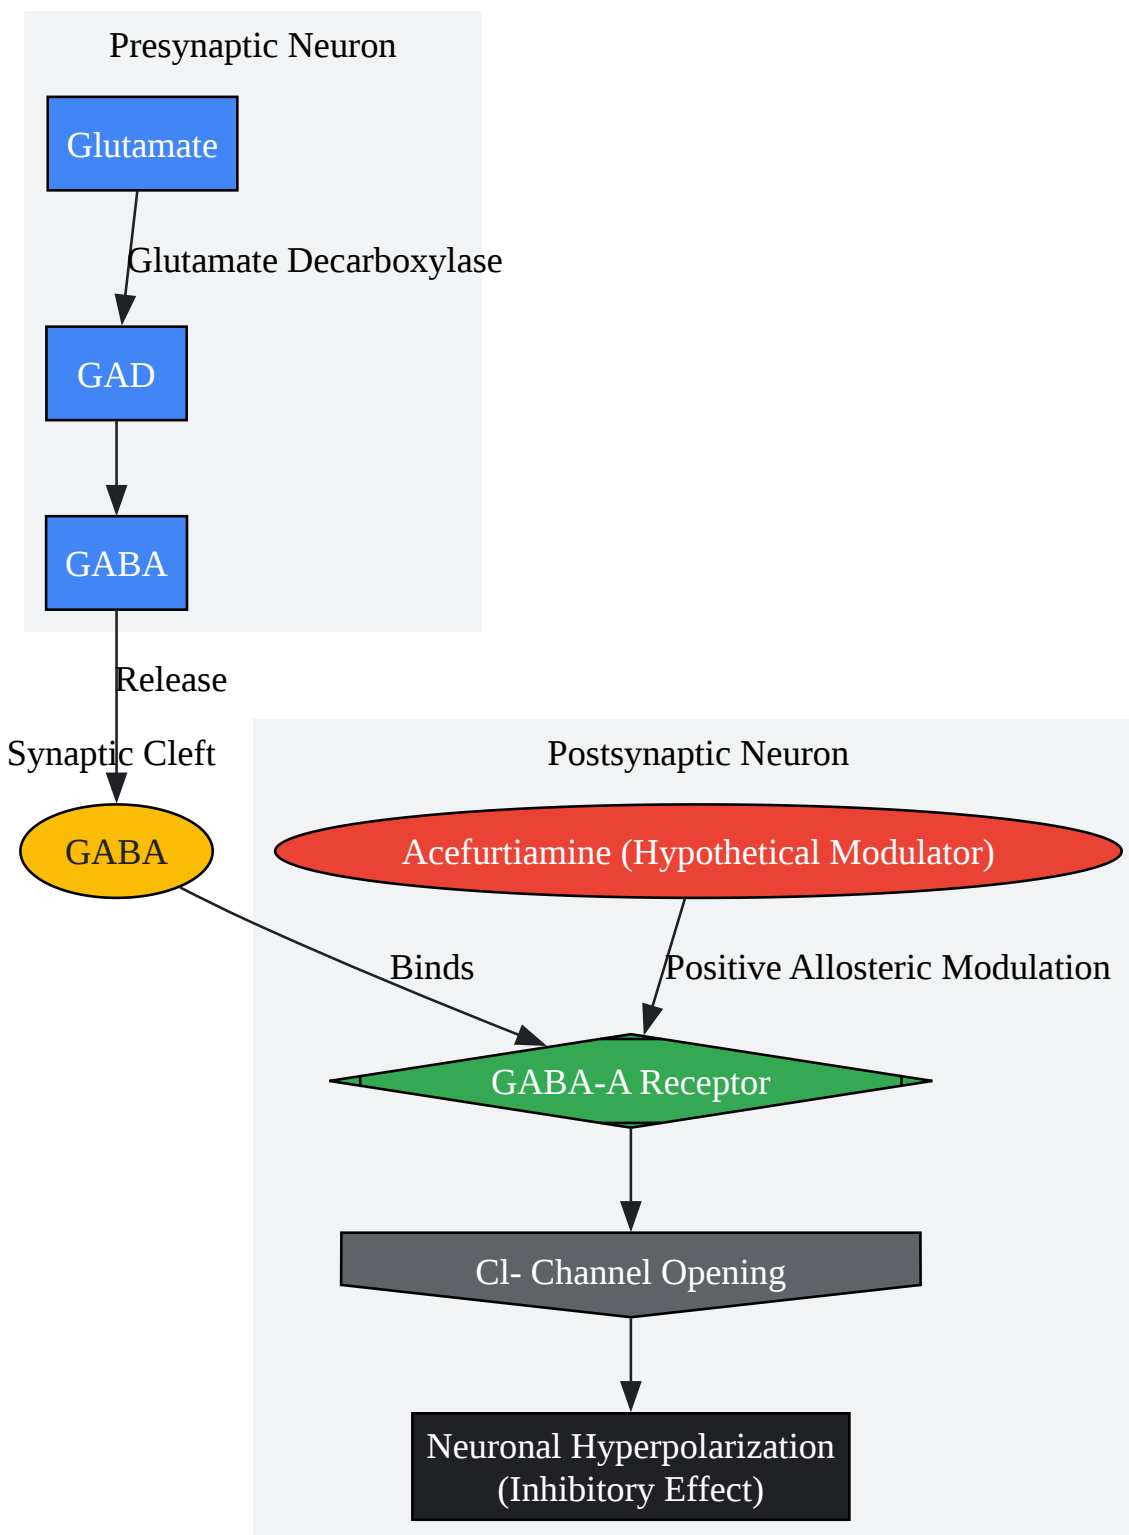 Presynaptic Neuron
Glutamate
Glutamate Decarboxylase
GAD
GABA
Release
Synaptic Cleft
Postsynaptic Neuron
GABA
Acefurtiamine (Hypothetical Modulator)
Binds
Positive Allosteric Modulation
GABA-A Receptor
Cl- Channel Opening
Neuronal Hyperpolarization
(Inhibitory Effect)